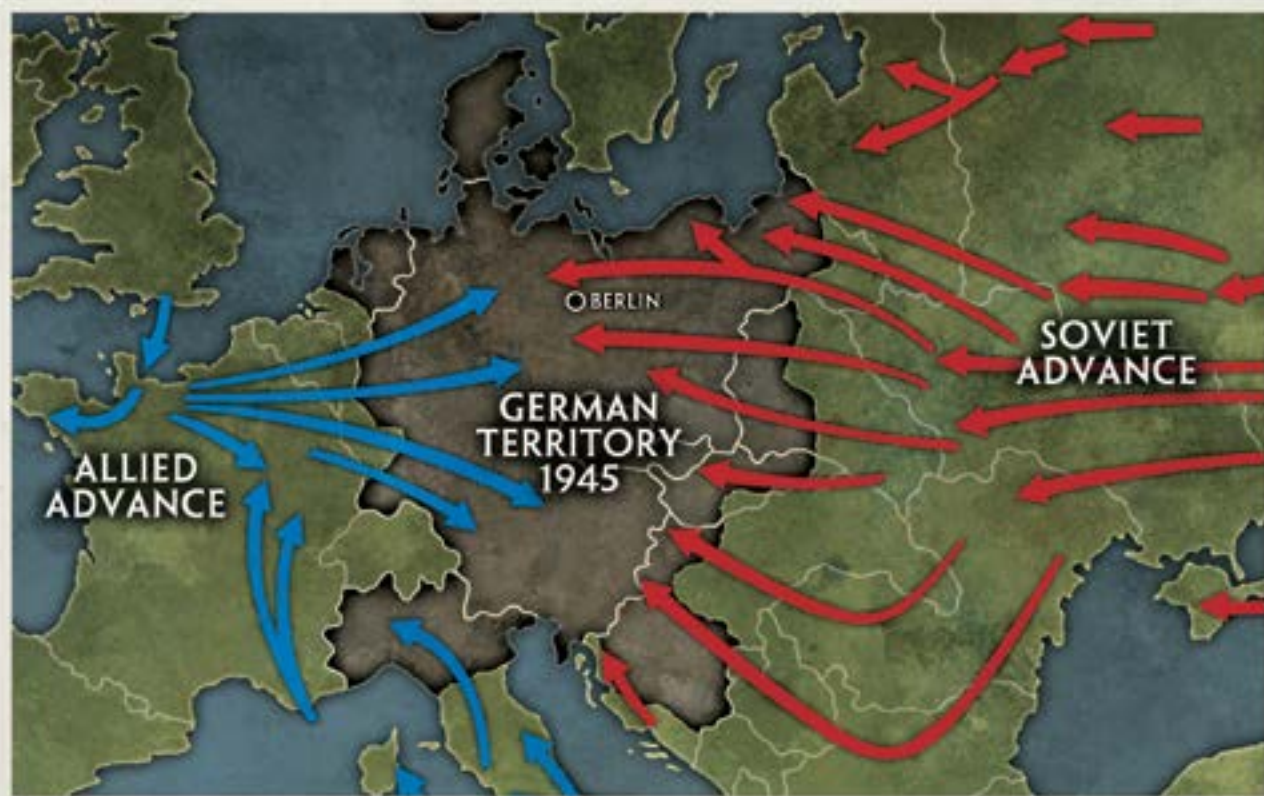 BERLIN
SOVIET
ADVANCE
GERMAN
TERRITORY
1945
ALLIED
ADVANCE